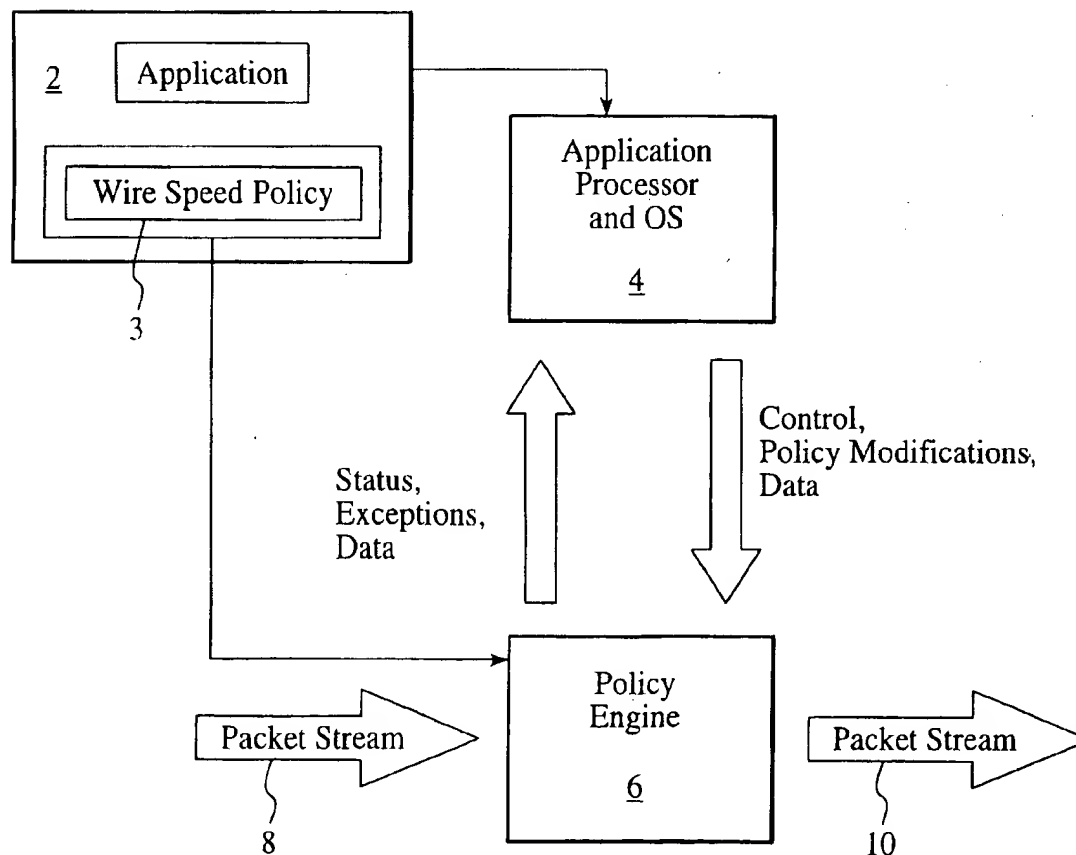 2
Application
Wire Speed Policy
3
Application
Processor
and OS
4
Status,
Exceptions,
Data
Control,
Policy Modifications,
Data
Policy
Engine
6
Packet Stream
8
Packet Stream
10